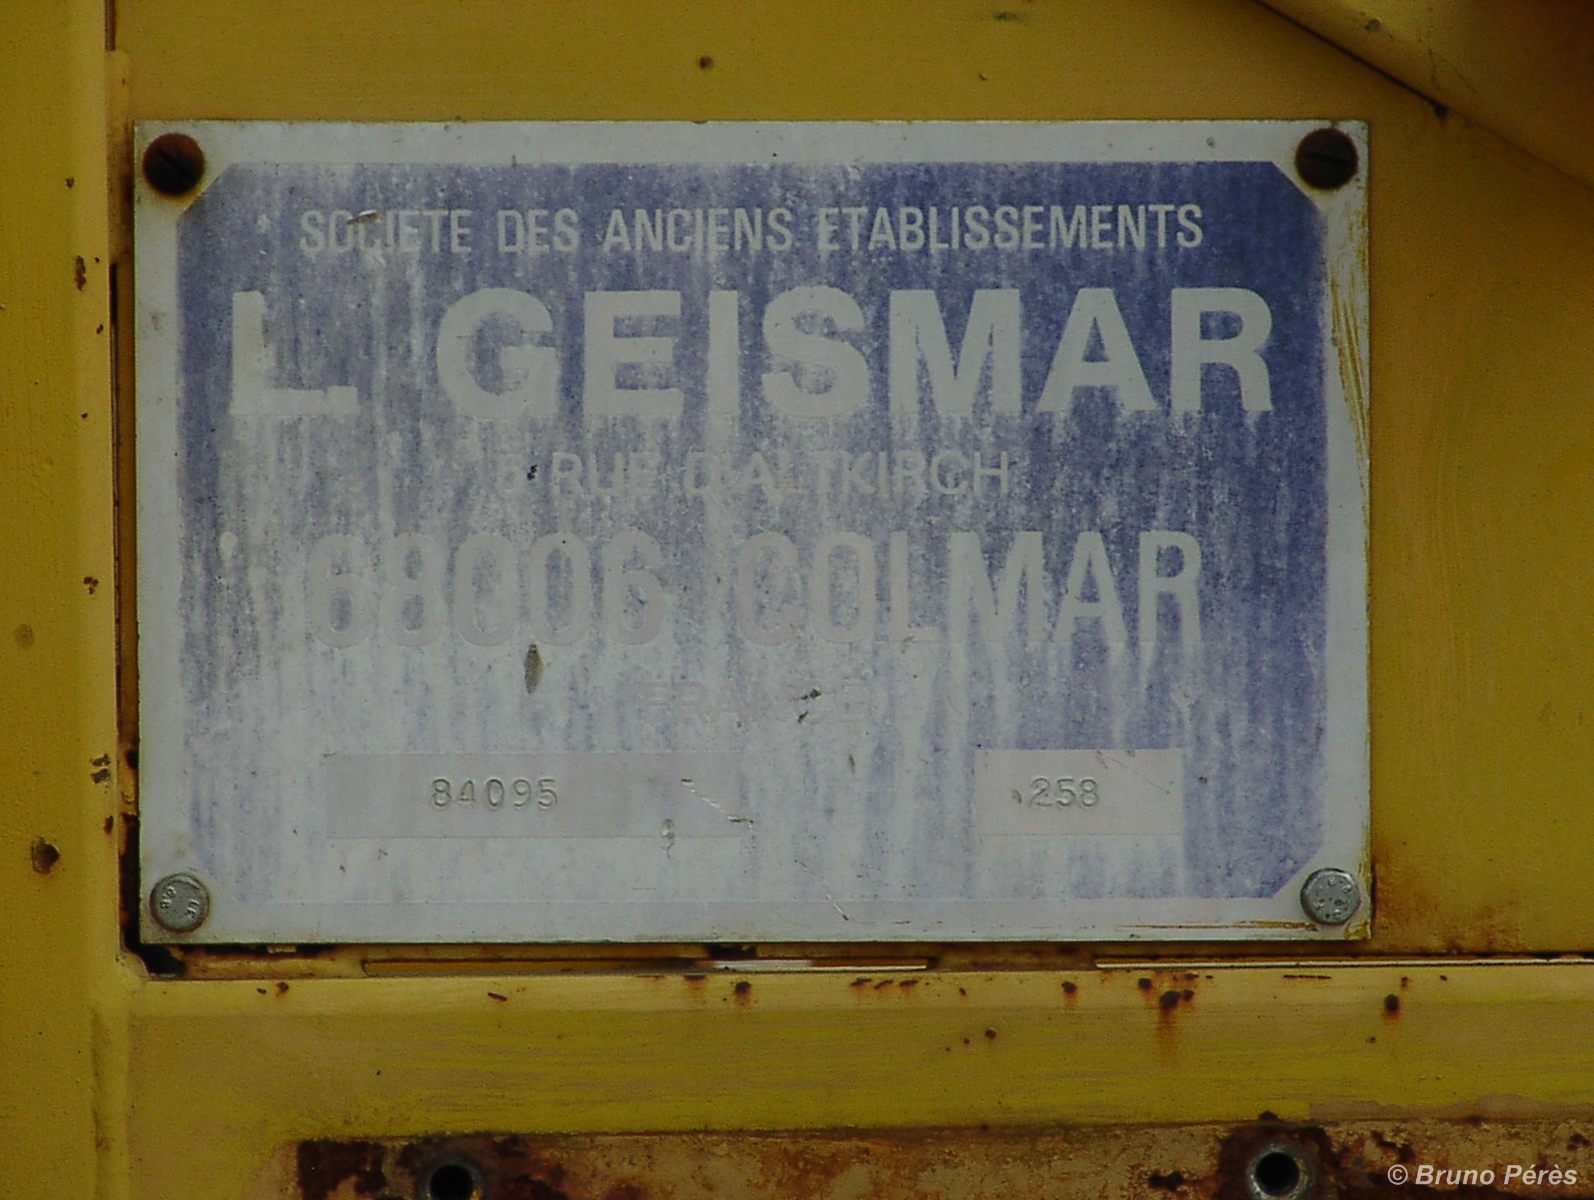 SOCIETE DES ANCIENS ETABLISSEMENTS
L GEISMAR
5 RUE D ALTKIRCH
68006 COLMAR
FRANCE
84095 258
© Bruno Pérès